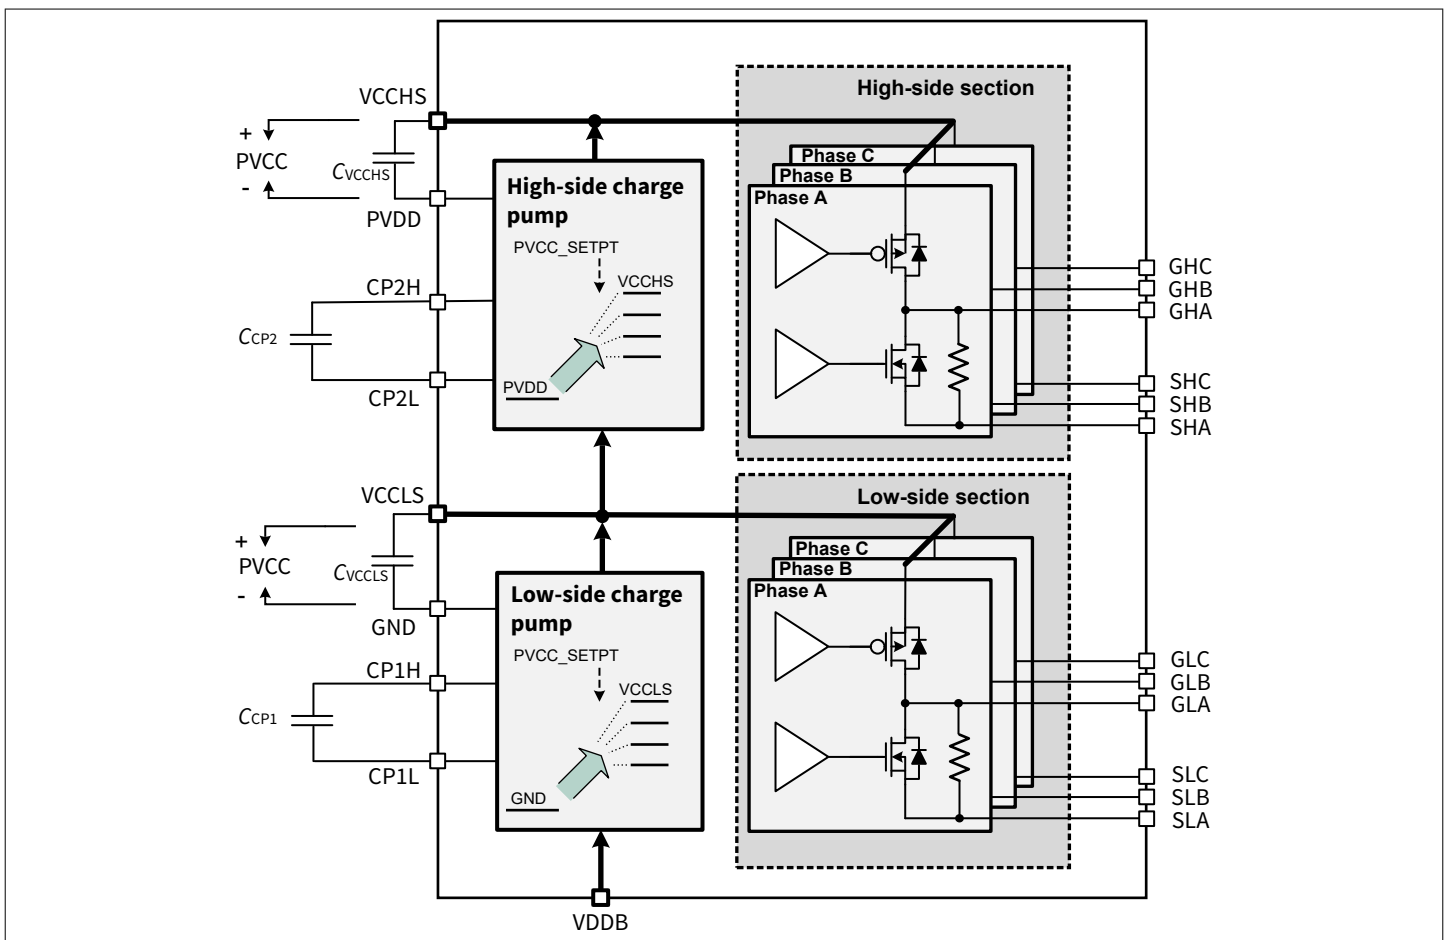 VCCHS
+
PVCC
-
CVCCHS
PVDD
CP2H
CCP2
CP2L
High-side charge
pump
PVCC_SETPT
VCCHS
PVDD
High-side section
Phase C
Phase B
Phase A
GHC
GHB
GHA
SHC
SHB
SHA
VCCLS
+
PVCC
-
CVCCLS
GND
CP1H
CCP1
CP1L
Low-side charge
pump
PVCC_SETPT
VCCLS
GND
VDDB
Low-side section
Phase C
Phase B
Phase A
GLC
GLB
GLA
SLC
SLB
SLA